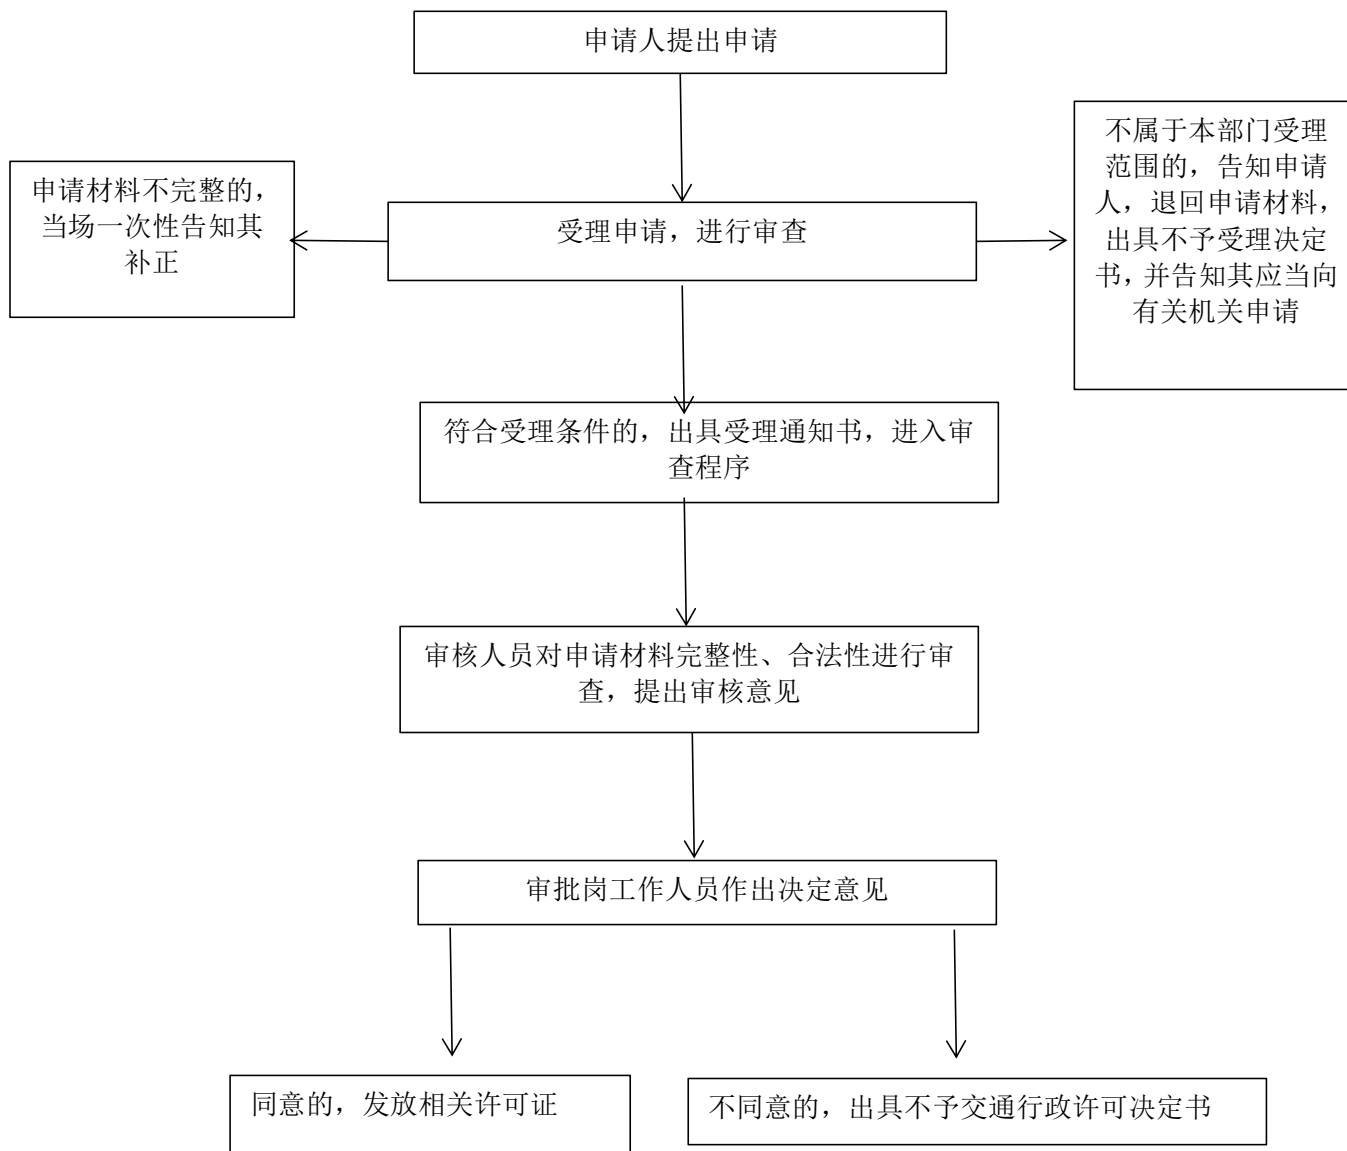 申请人提出申请
申请材料不完整的，
当场一次性告知其
补正
受理申请，进行审查
不属于本部门受理
范围的，告知申请
人，退回申请材料，
出具不予受理决定
书，并告知其应当向
有关机关申请
符合受理条件的，出具受理通知书，进入审
查程序
审核人员对申请材料完整性、合法性进行审
查，提出审核意见
审批岗工作人员作出决定意见
同意的，发放相关许可证
不同意的，出具不予交通行政许可决定书